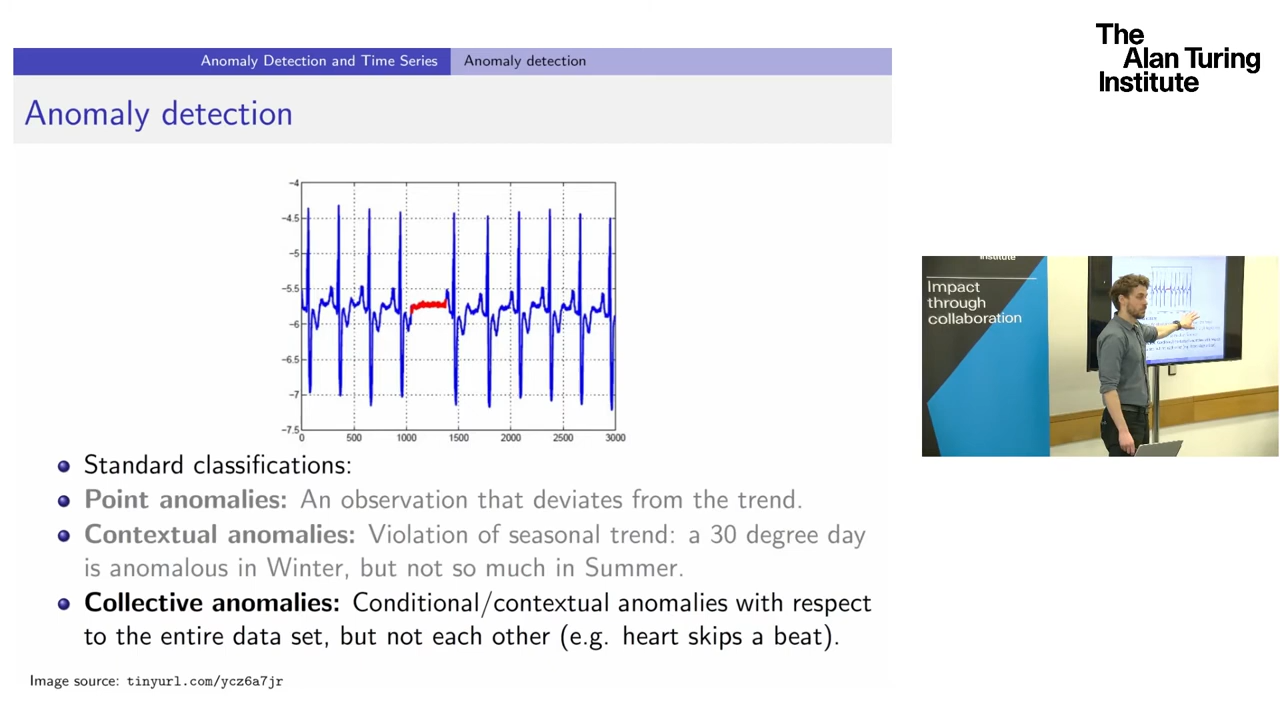 Anomaly Detection and Time Series
Anomaly detection
The
Alan Turing
Institute
Anomaly detection
-4
-4.5
-5
-5.5
-6
-6.5
-7
-7.5
0
500
1000
1500
2000
2500
3000
Standard classifications:
Point anomalies: An observation that deviates from the trend.
Contextual anomalies: Violation of seasonal trend: a 30 degree day
is anomalous in Winter, but not so much in Summer.
Collective anomalies: Conditional/contextual anomalies with respect
to the entire data set, but not each other (e.g. heart skips a beat).
Image source: tinyurl.com/ycz6a7jr
Institute
Impact
through
collaboration